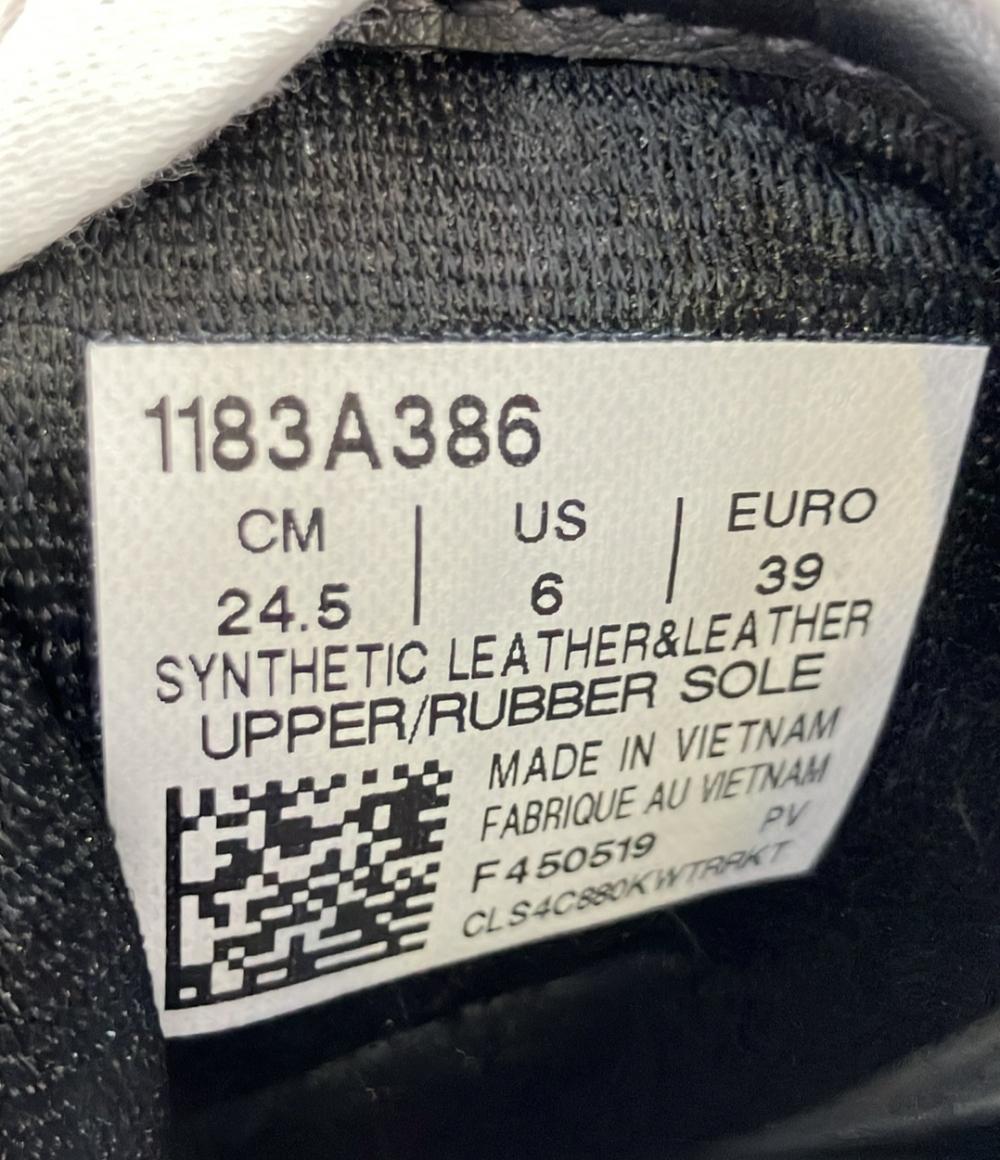 1183A386
CM | US | EURO
24.5 | 6 | 39
SYNTHETIC LEATHER&LEATHER
UPPER/RUBBER SOLE
MADE IN VIETNAM
FABRIQUE AU VIETNAM
F450519 PV